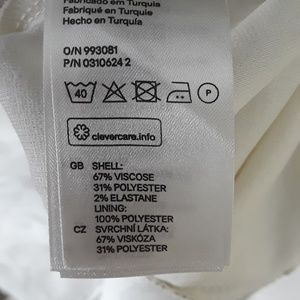 Fabricado em Turquia
Fabriqué en Turquie
Hecho en Turquía
O/N 993081
P/N 0310624 2
40
P
clevercare.info
GB SHELL:
67% VISCOSE
31% POLYESTER
2% ELASTANE
LINING:
100% POLYESTER
CZ SVRCHNÍ LÁTKA:
67% VISKÓZA
31% POLYESTER